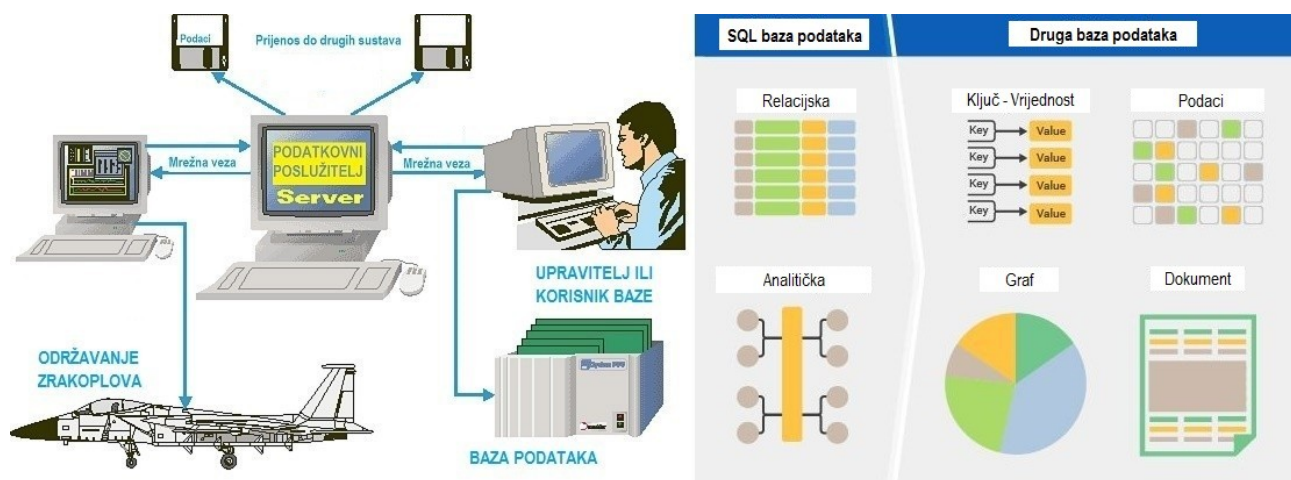 Podaci
Prijenos do drugih sustava
Mrežna veza
PODATKOVNI
POSLUŽITELJ
Server
Mrežna veza
UPRAVITELJ ILI
KORISNIK BAZE
ODRŽAVANJE
ZRAKOPLOVA
BAZA PODATAKA
SQL baza podataka
Druga baza podataka
Relacijska
Ključ - Vrijednost
Podaci
Key
Value
Key
Value
Key
Value
Key
Value
Analitička
Graf
Dokument